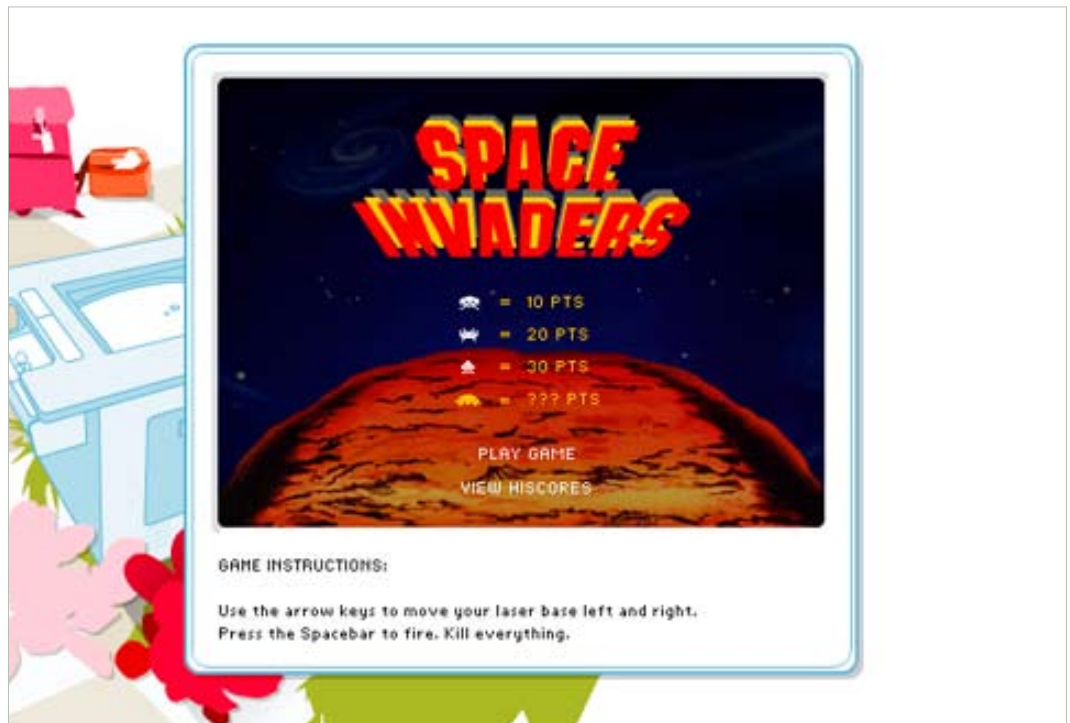 SPACE
INVADERS
= 10 PTS
= 20 PTS
= 30 PTS
= ??? PTS
PLAY GAME
VIEW HISCORES
GAME INSTRUCTIONS:
Use the arrow keys to move your laser base left and right.
Press the Spacebar to fire. Kill everything.